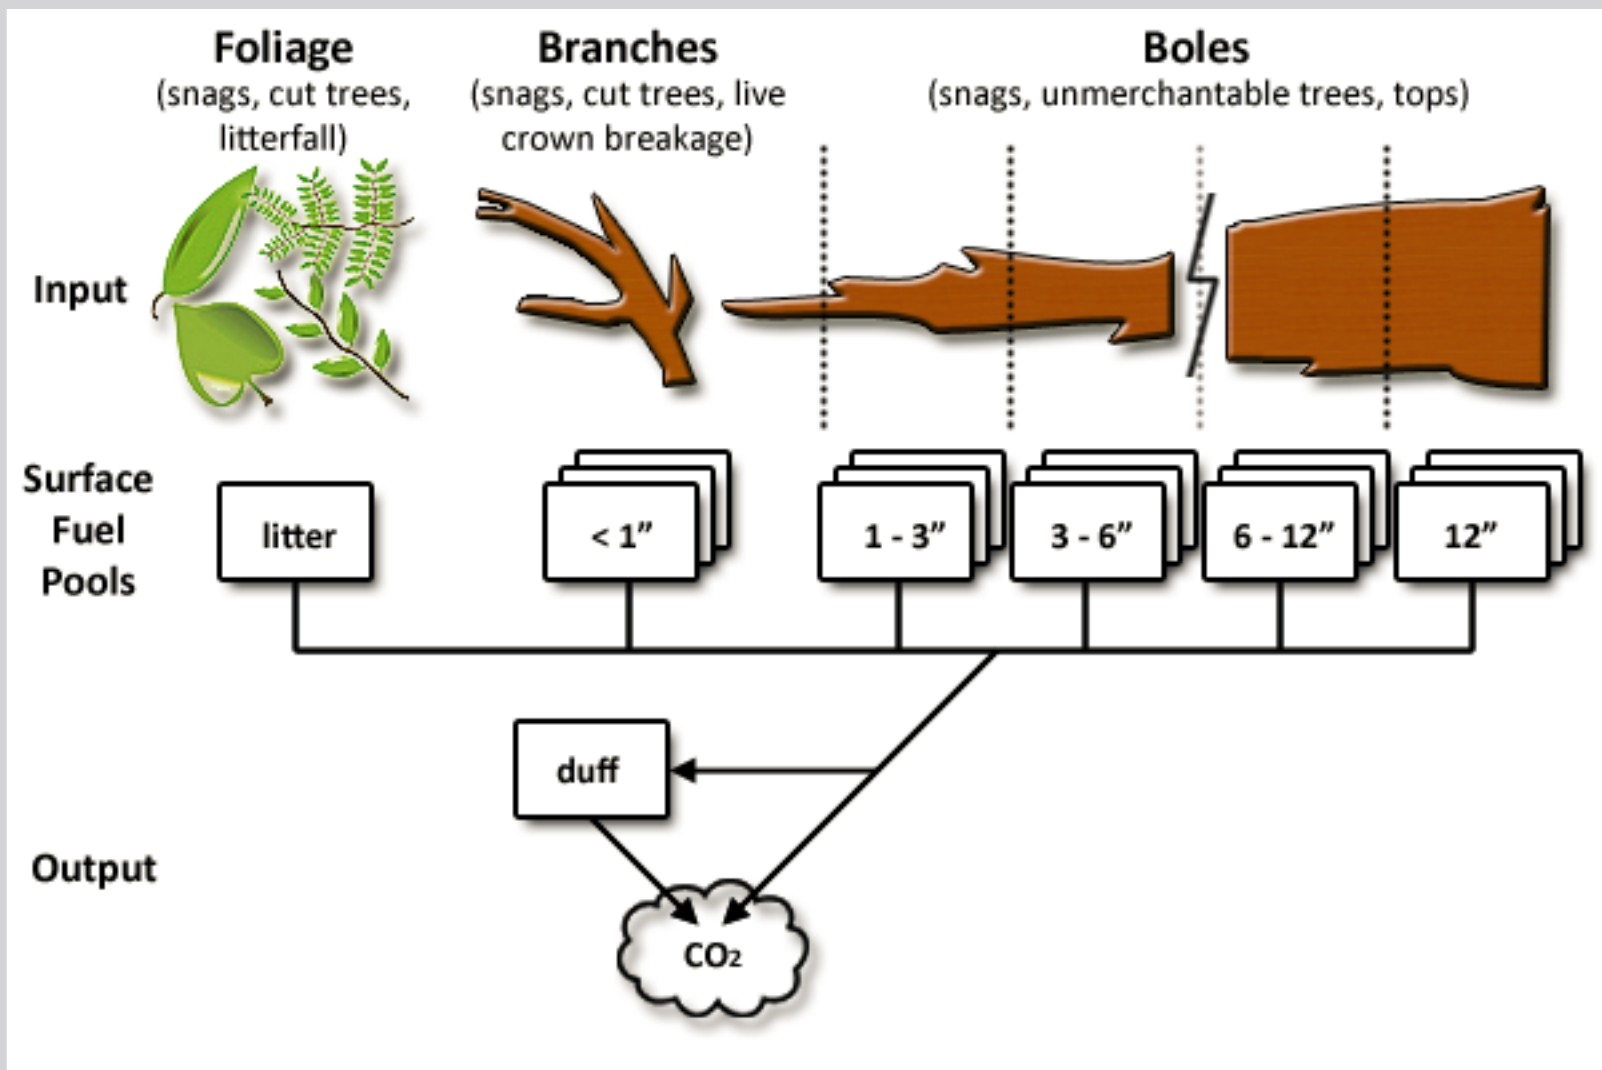 Foliage
(snags, cut trees,
litterfall)
Branches
(snags, cut trees, live
crown breakage)
Boles
(snags, unmerchantable trees, tops)
Input
Surface
Fuel
Pools
litter
< 1”
1 - 3”
3 - 6”
6 - 12”
12”
duff
Output
CO2